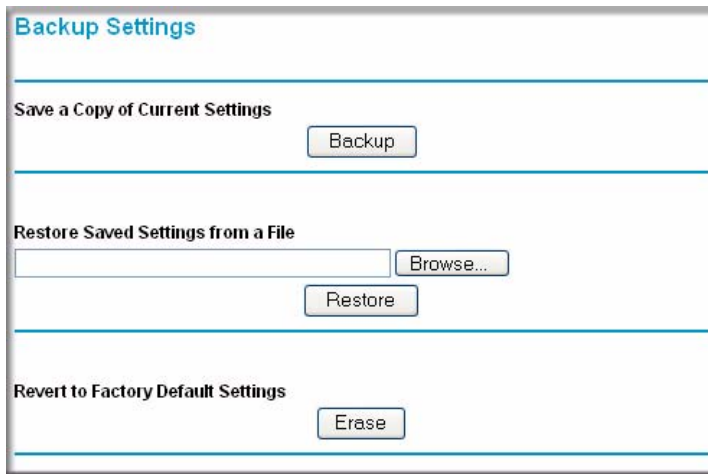 Backup Settings
Save a Copy of Current Settings
Backup
Restore Saved Settings from a File
Browse...
Restore
Revert to Factory Default Settings
Erase